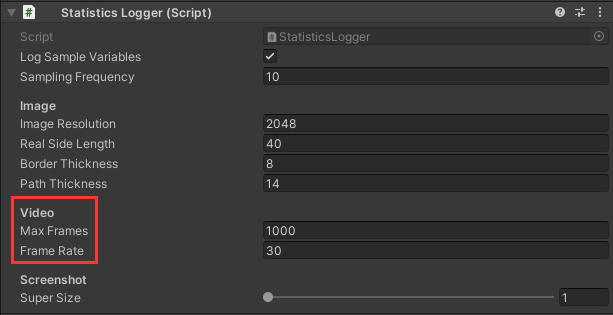 # Statistics Logger (Script)
Script # StatisticsLogger
Log Sample Variables
Sampling Frequency 10
Image
Image Resolution 2048
Real Side Length 40
Border Thickness 8
Path Thickness 14
Video
Max Frames 1000
Frame Rate 30
Screenshot
Super Size 1